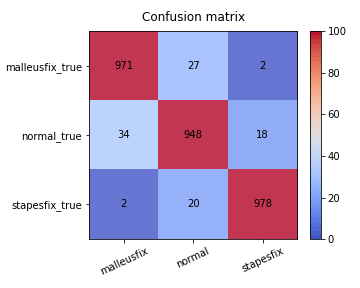 Confusion matrix
malleusfix_true 971 27 2
normal_true 34 948 18
stapesfix_true 2 20 978
malleusfix normal stapesfix
100
80
60
40
20
0